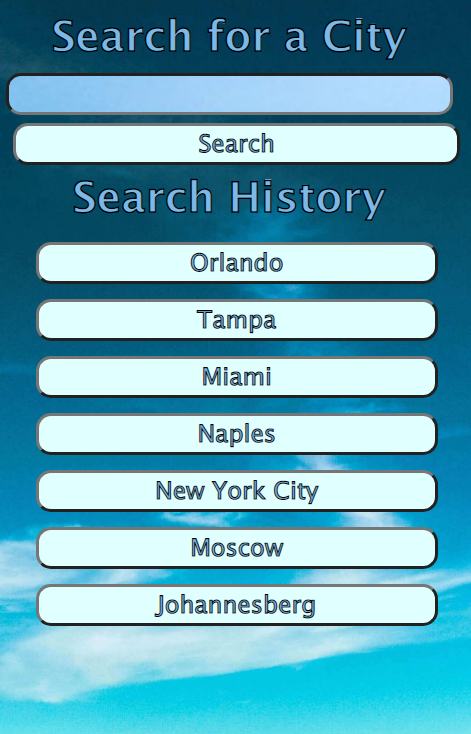 Search for a City
Search
Search History
Orlando
Tampa
Miami
Naples
New York City
Moscow
Johannesberg